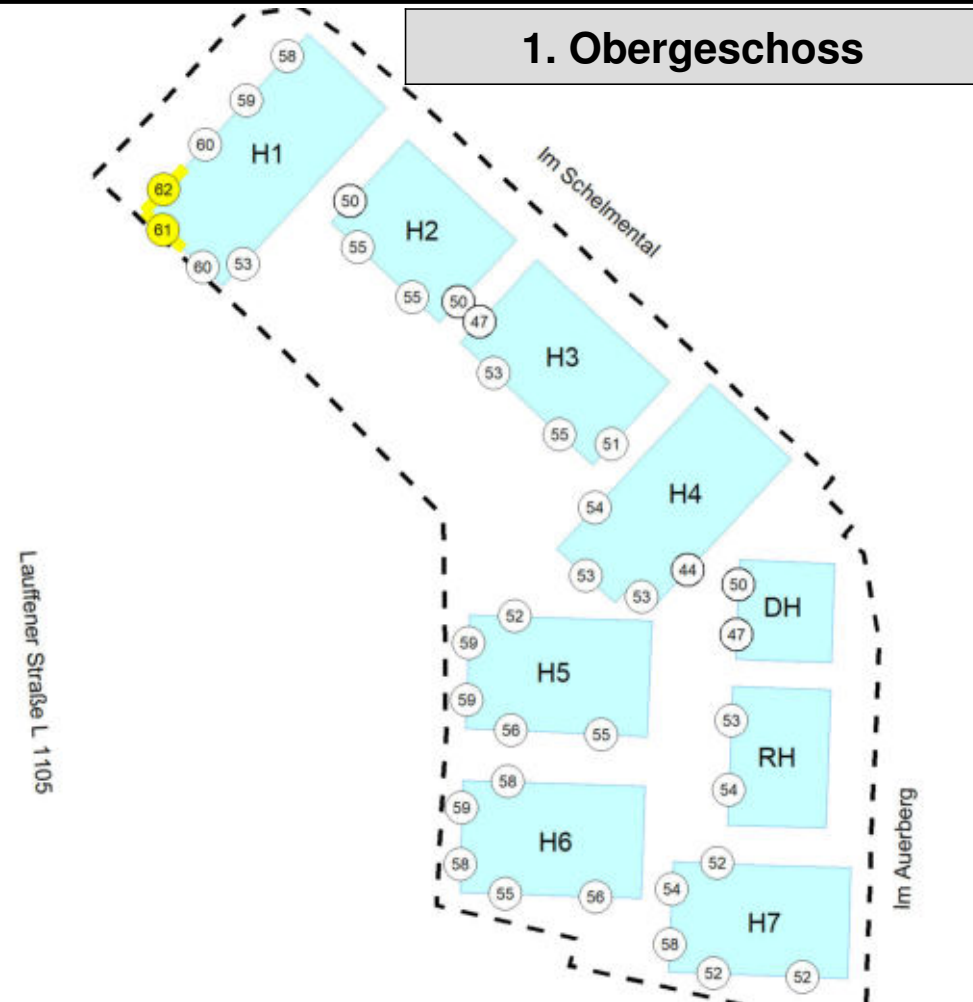 1. Obergeschoss
58
59
H1
60
62
61
60
53
Im Schelmental
50
H2
55
55
50
47
H3
53
55
51
H4
54
53
53
44
50
DH
47
Lauffener Straße L 1105
52
59
H5
59
56
55
53
RH
54
58
59
H6
58
55
56
Im Auerberg
52
54
H7
58
52
52